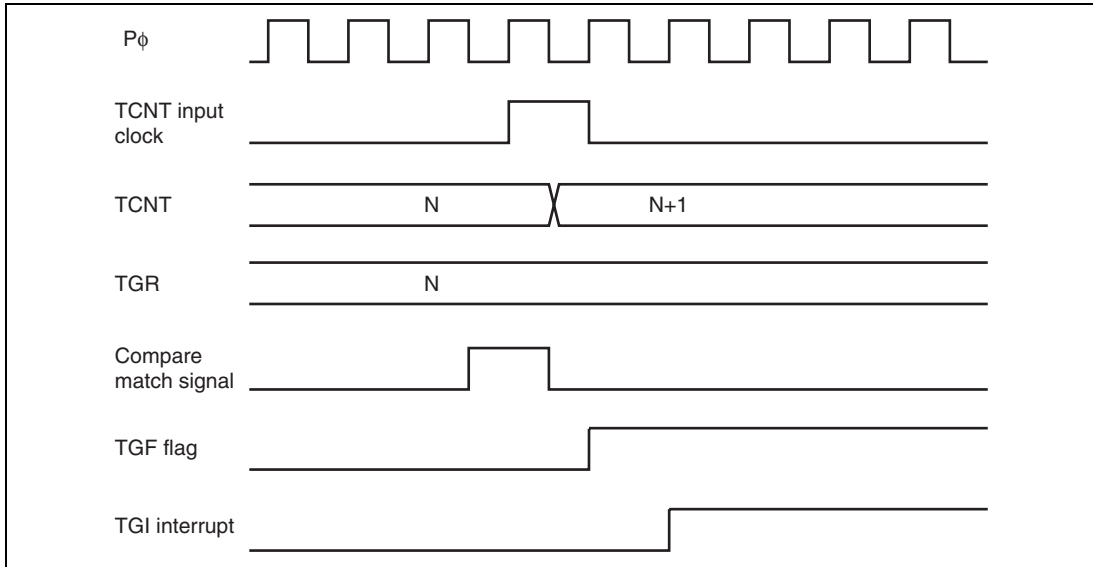 Pϕ
TCNT input
clock
TCNT
N
N+1
TGR
N
Compare
match signal
TGF flag
TGI interrupt